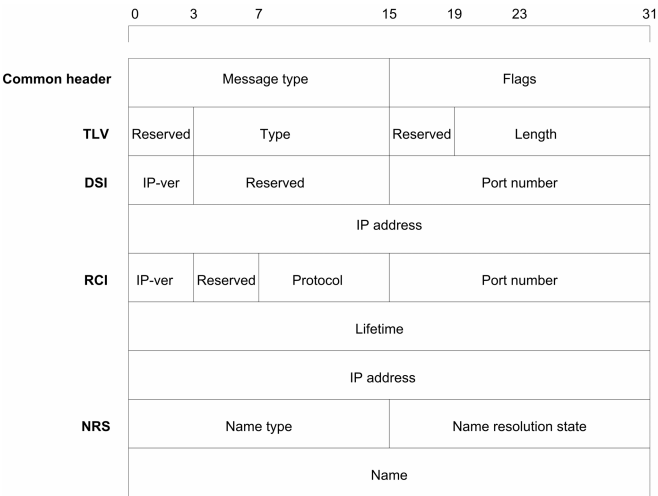 0 3 7 15 19 23 31
Common header Message type Flags
TLV Reserved Type Reserved Length
DSI IP-ver Reserved Port number
IP address
RCI IP-ver Reserved Protocol Port number
Lifetime
IP address
NRS Name type Name resolution state
Name